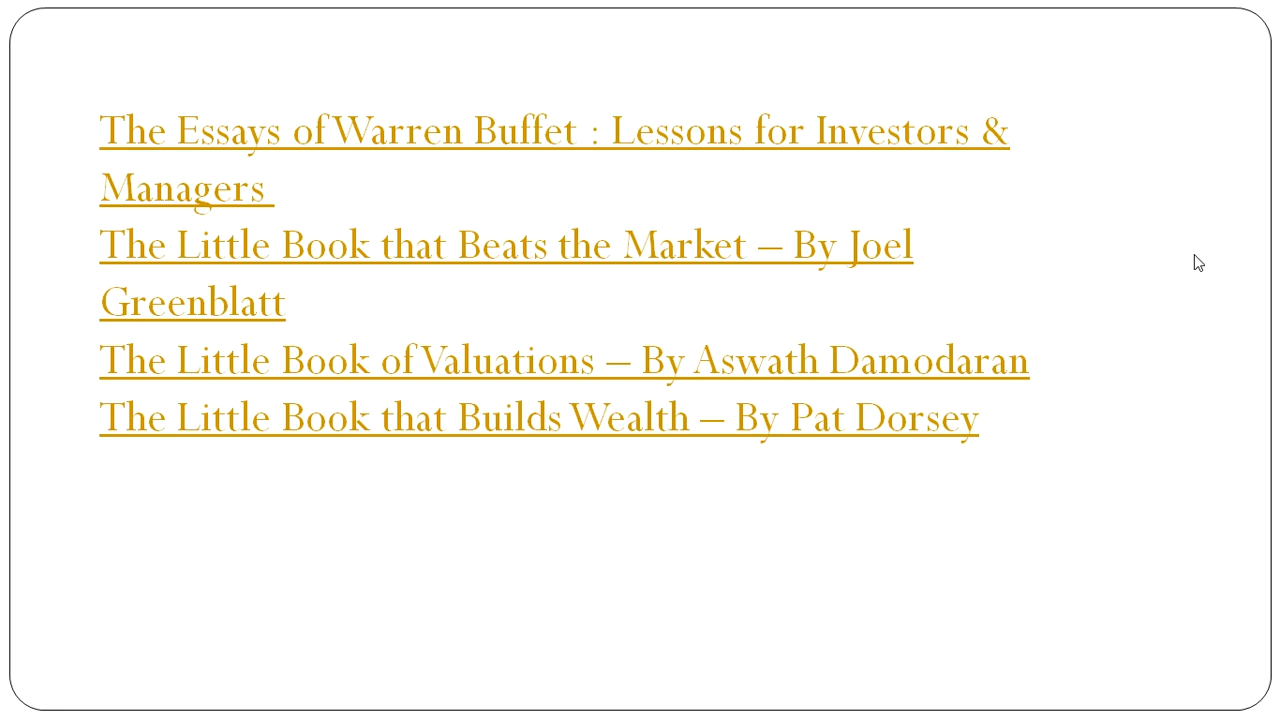 The Essays of Warren Buffet : Lessons for Investors &
Managers
The Little Book that Beats the Market – By Joel
Greenblatt
The Little Book of Valuations – By Aswath Damodaran
The Little Book that Builds Wealth – By Pat Dorsey